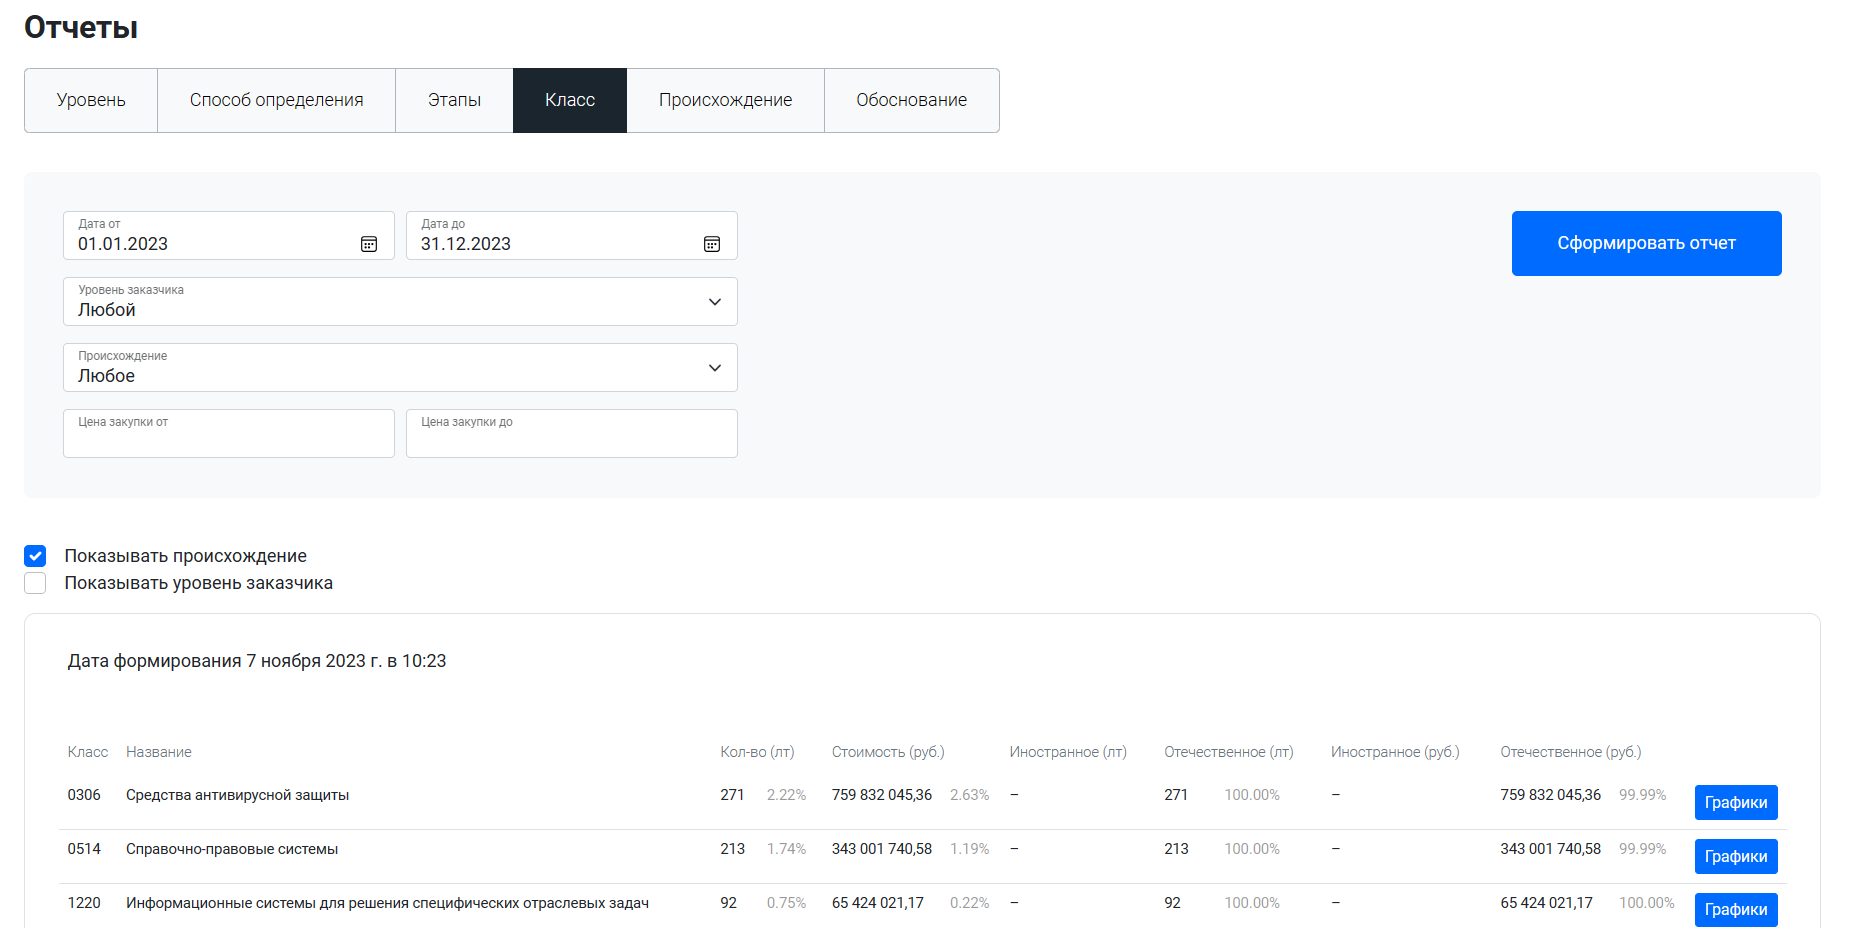 Отчеты
Уровень Способ определения Этапы Класс Происхождение Обоснование
Дата от Дата до
01.01.2023 31.12.2023 Сформировать отчет
Уровень заказчика
Любой
Происхождение
Любое
Цена закупки от Цена закупки до
Показывать происхождение
Показывать уровень заказчика
Дата формирования 7 ноября 2023 г. в 10:23
Класс Название Кол-во (лт) Стоимость (руб.) Иностранное (лт) Отечественное (лт) Иностранное (руб.) Отечественное (руб.)
0306 Средства антивирусной защиты 271 2.22% 759 832 045,36 2.63% – 271 100.00% – 759 832 045,36 99.99% Графики
0514 Справочно-правовые системы 213 1.74% 343 001 740,58 1.19% – 213 100.00% – 343 001 740,58 99.99% Графики
1220 Информационные системы для решения специфических отраслевых задач 92 0.75% 65 424 021,17 0.22% – 92 100.00% – 65 424 021,17 100.00% Графики